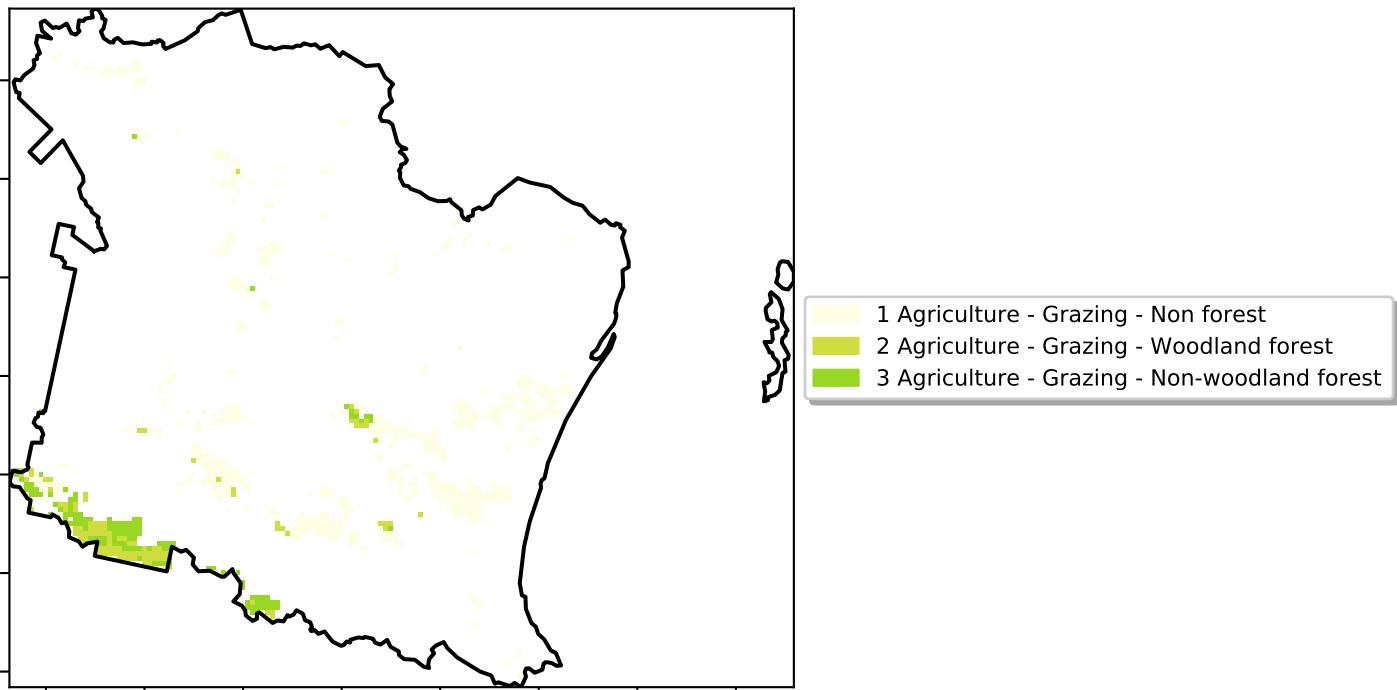 1 Agriculture - Grazing - Non forest
2 Agriculture - Grazing - Woodland forest
3 Agriculture - Grazing - Non-woodland forest